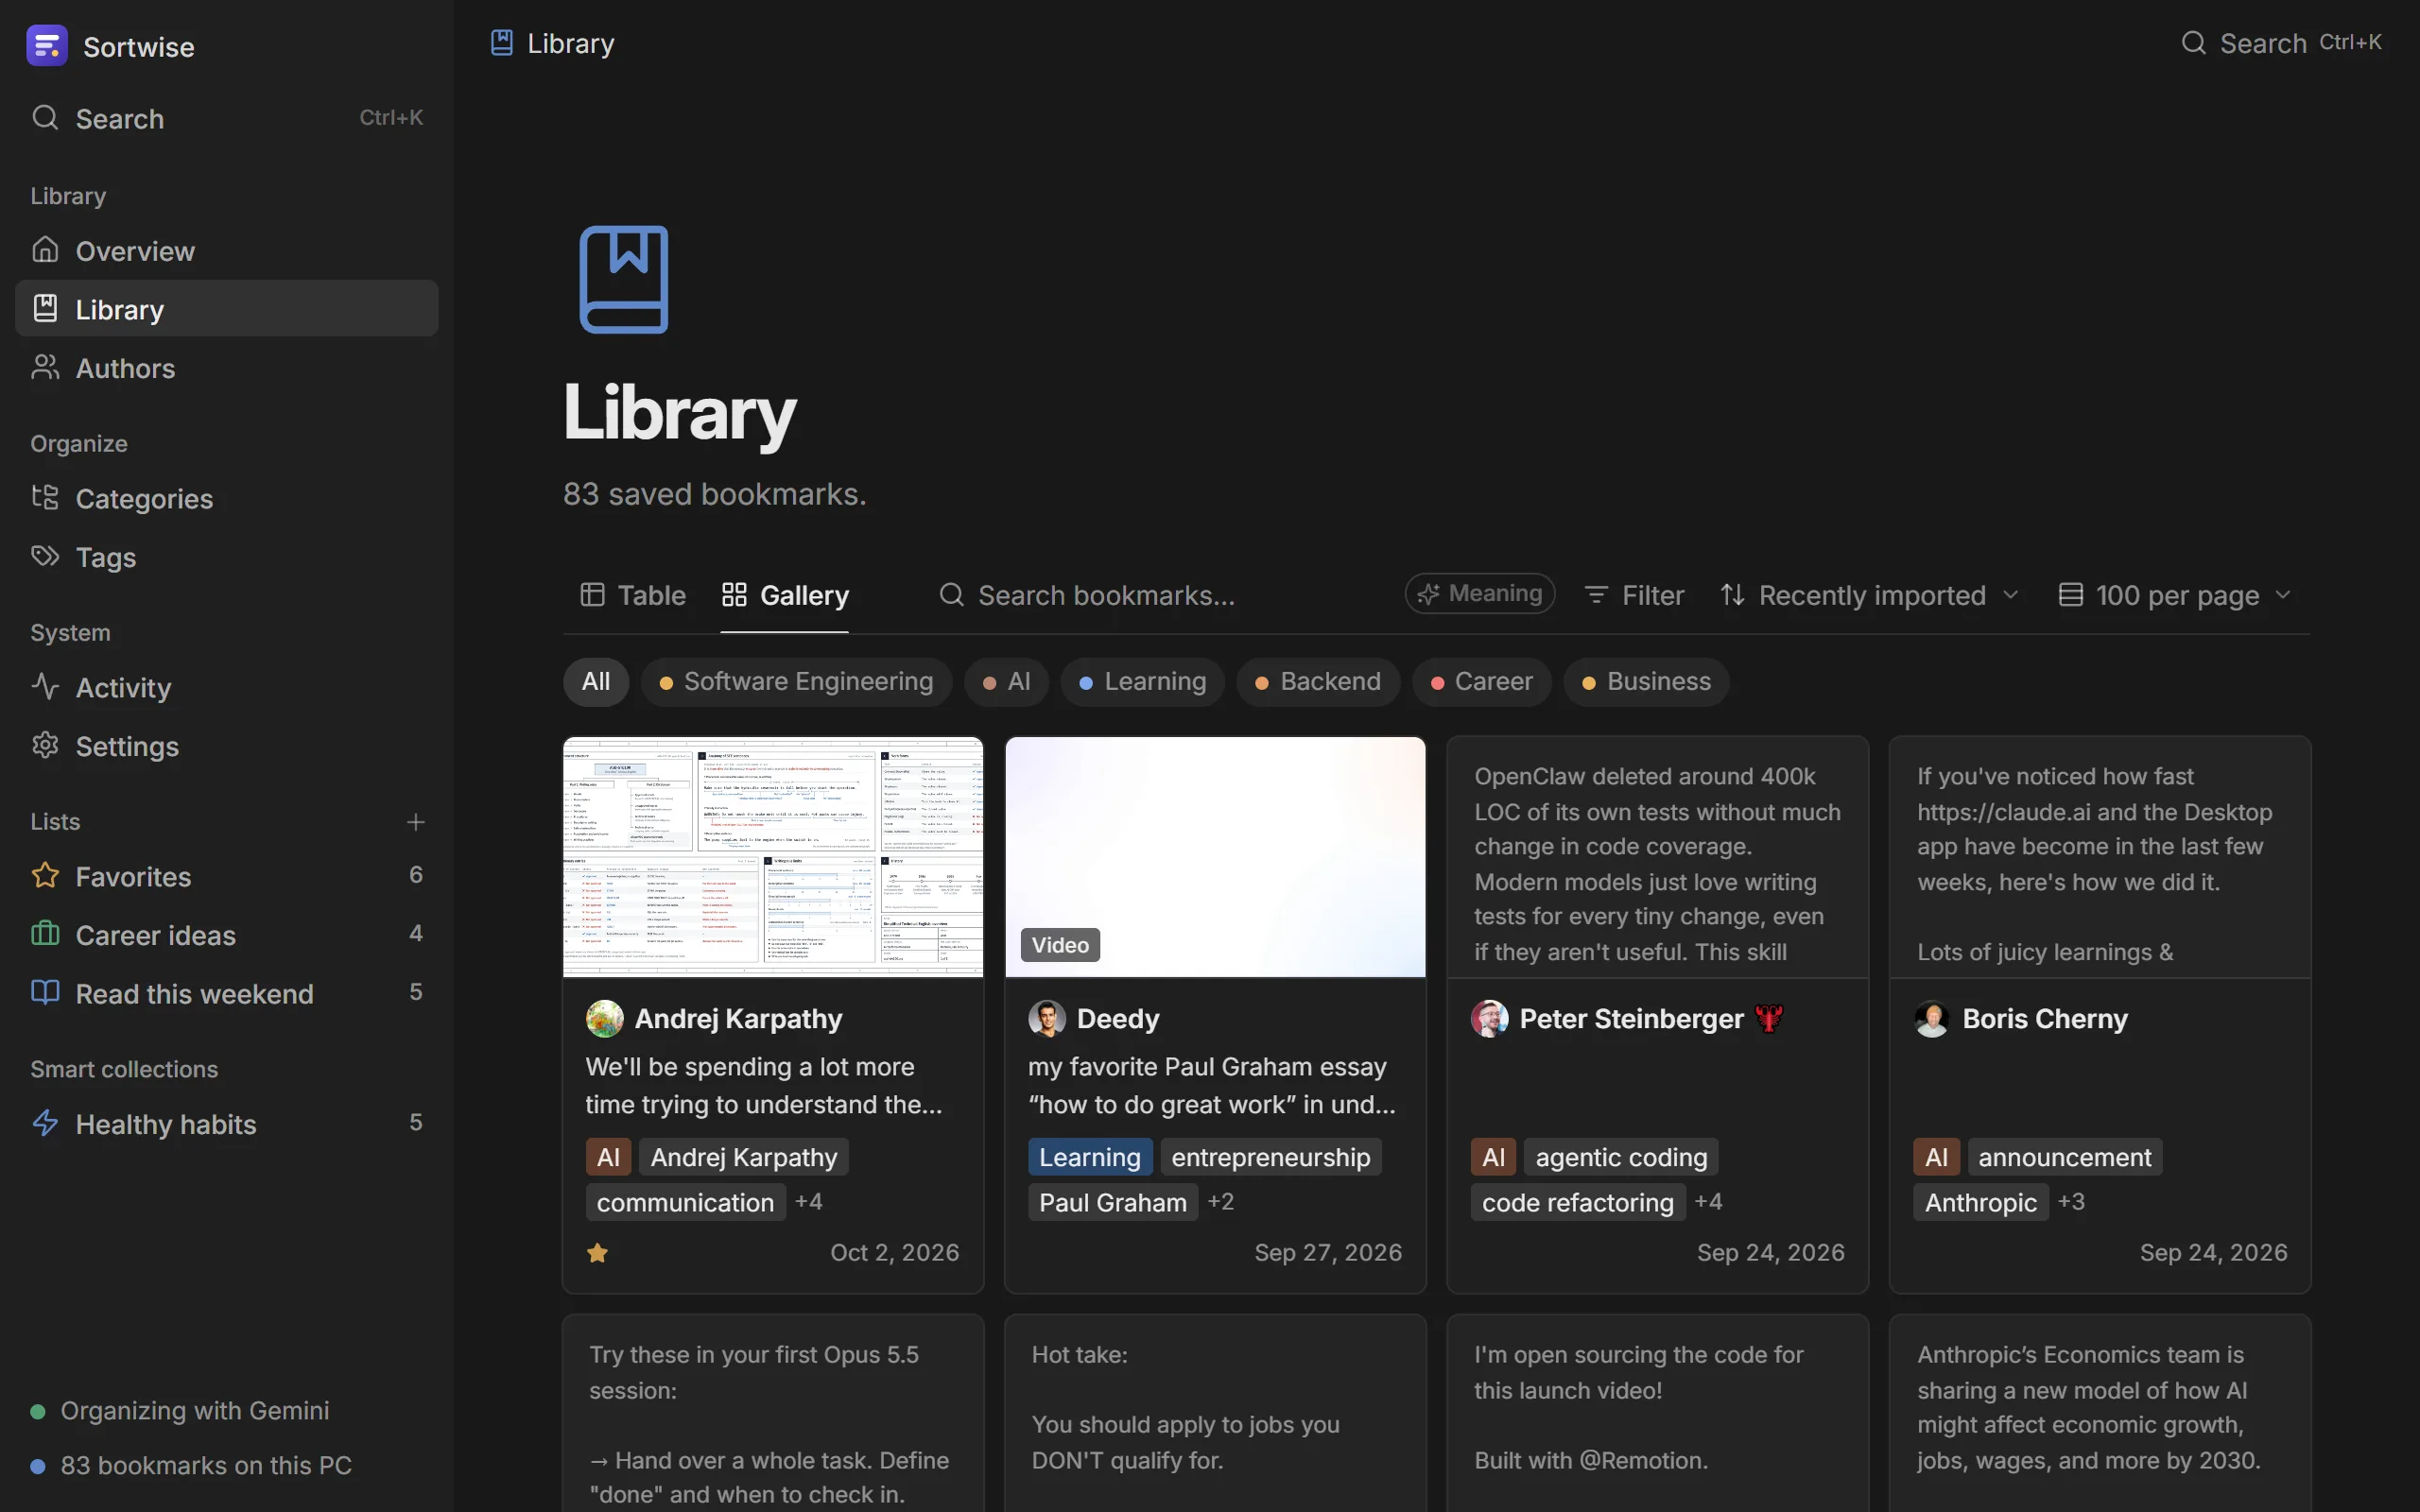 Sortwise
Search Ctrl+K
Library
Overview
Library
Authors
Organize
Categories
Tags
System
Activity
Settings
Lists
Favorites 6
Career ideas 4
Read this weekend 5
Smart collections
Healthy habits 5
Organizing with Gemini
83 bookmarks on this PC
Library
Search Ctrl+K
Library
83 saved bookmarks.
Table Gallery Search bookmarks... Meaning Filter Recently imported 100 per page
All Software Engineering AI Learning Backend Career Business
Andrej Karpathy
We'll be spending a lot more
time trying to understand the...
AI Andrej Karpathy
communication +4
Oct 2, 2026
Video
Deedy
my favorite Paul Graham essay
“how to do great work” in und...
Learning entrepreneurship
Paul Graham +2
Sep 27, 2026
OpenClaw deleted around 400k
LOC of its own tests without much
change in code coverage.
Modern models just love writing
tests for every tiny change, even
if they aren't useful. This skill
Peter Steinberger
AI agentic coding
code refactoring +4
Sep 24, 2026
If you've noticed how fast
https://claude.ai and the Desktop
app have become in the last few
weeks, here's how we did it.
Lots of juicy learnings &
Boris Cherny
AI announcement
Anthropic +3
Sep 24, 2026
Try these in your first Opus 5.5
session:
→ Hand over a whole task. Define
"done" and when to check in.
Hot take:
You should apply to jobs you
DON'T qualify for.
I'm open sourcing the code for
this launch video!
Built with @Remotion.
Anthropic’s Economics team is
sharing a new model of how AI
might affect economic growth,
jobs, wages, and more by 2030.